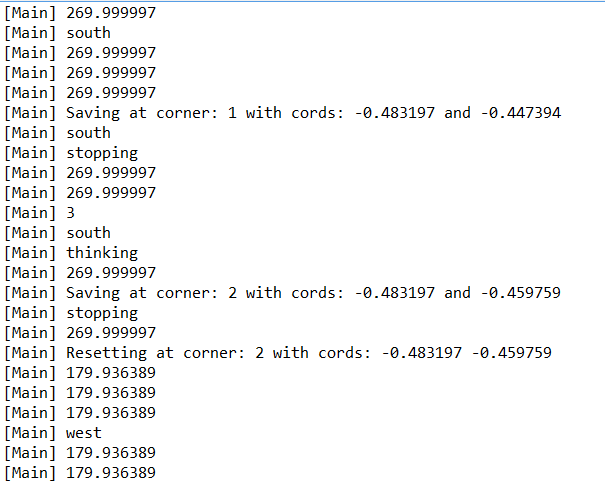 [Main] 269.999997
[Main] south
[Main] 269.999997
[Main] 269.999997
[Main] 269.999997
[Main] Saving at corner: 1 with cords: -0.483197 and -0.447394
[Main] south
[Main] stopping
[Main] 269.999997
[Main] 269.999997
[Main] 3
[Main] south
[Main] thinking
[Main] 269.999997
[Main] Saving at corner: 2 with cords: -0.483197 and -0.459759
[Main] stopping
[Main] 269.999997
[Main] Resetting at corner: 2 with cords: -0.483197 -0.459759
[Main] 179.936389
[Main] 179.936389
[Main] 179.936389
[Main] west
[Main] 179.936389
[Main] 179.936389